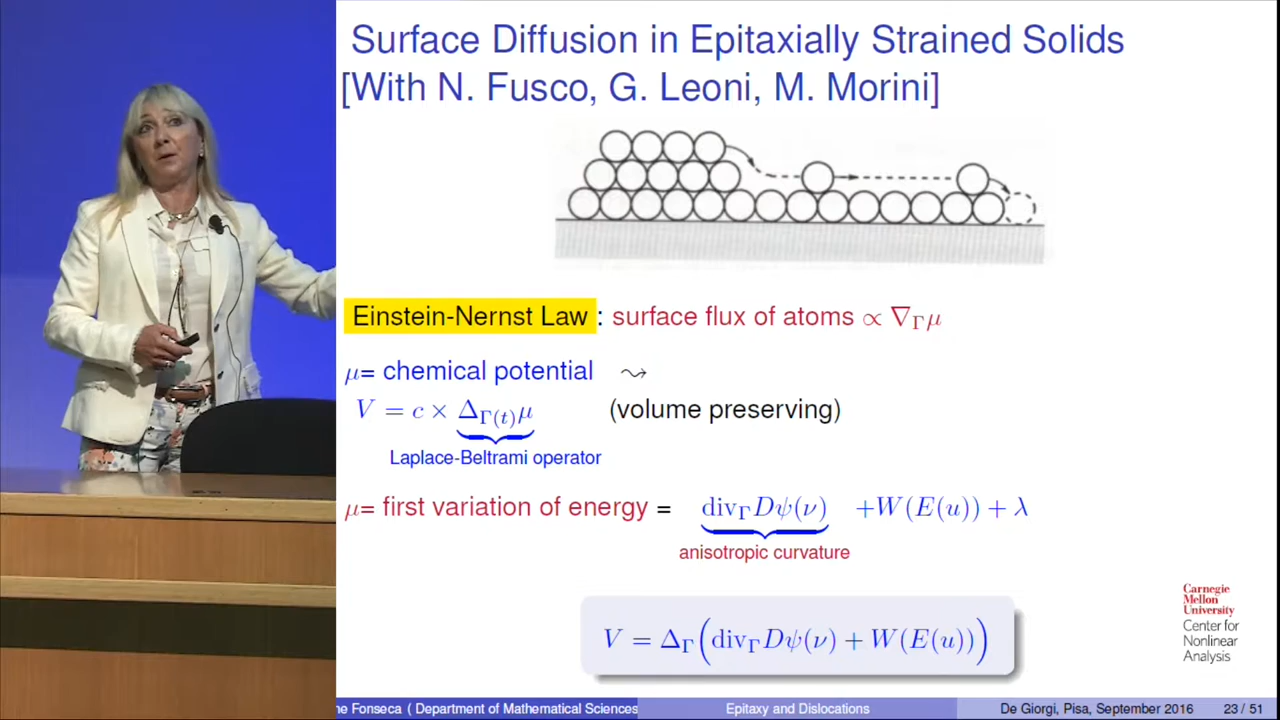 Surface Diffusion in Epitaxially Strained Solids
[With N. Fusco, G. Leoni, M. Morini]
Einstein-Nernst Law : surface flux of atoms ∝ ∇_Γ μ
μ= chemical potential ⇝
V = c × Δ_{Γ(t)} μ (volume preserving)
Laplace-Beltrami operator
μ= first variation of energy = div_Γ Dψ(ν) +W(E(u)) + λ
anisotropic curvature
V = Δ_Γ(div_Γ Dψ(ν) + W(E(u)))
Carnegie
Mellon
University
Center for
Nonlinear
Analysis
ne Fonseca ( Department of Mathematical Sciences Epitaxy and Dislocations De Giorgi, Pisa, September 2016 23 / 51